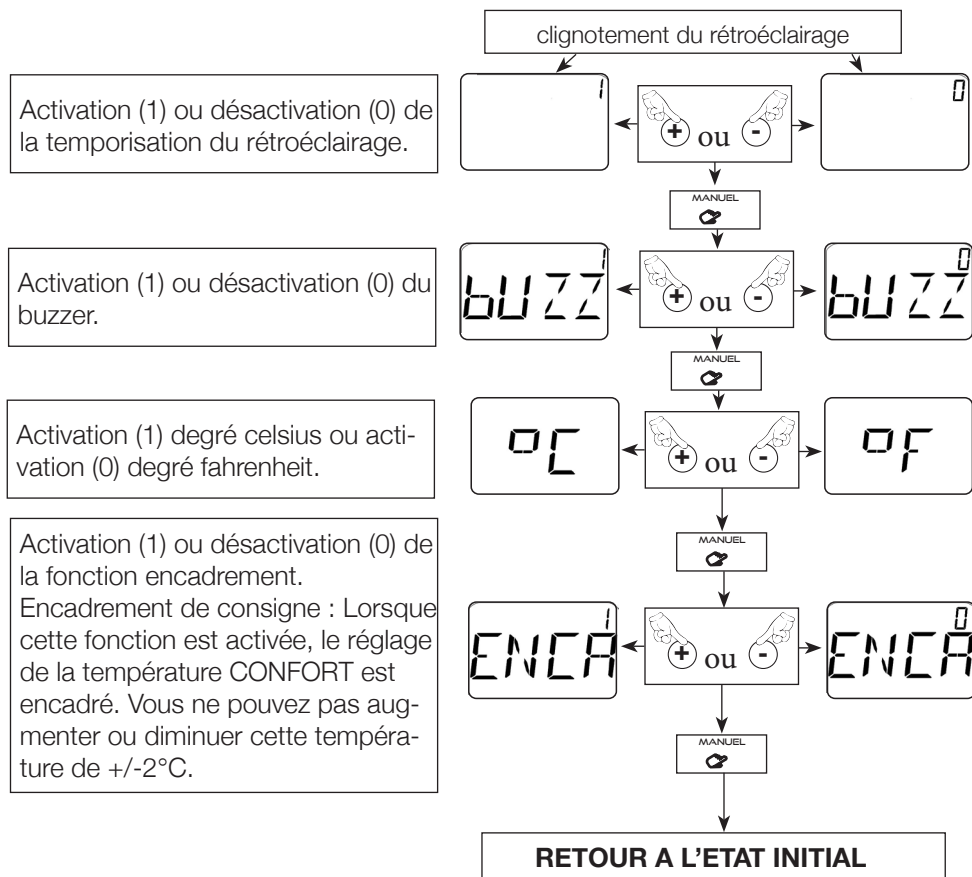 clignotement du rétroéclairage
Activation (1) ou désactivation (0) de
la temporisation du rétroéclairage.
1
+ ou -
0
MANUEL
Activation (1) ou désactivation (0) du
buzzer.
1
bUZZ
+ ou -
0
bUZZ
MANUEL
Activation (1) degré celsius ou acti-
vation (0) degré fahrenheit.
°C
+ ou -
°F
MANUEL
Activation (1) ou désactivation (0) de
la fonction encadrement.
Encadrement de consigne : Lorsque
cette fonction est activée, le réglage
de la température CONFORT est
encadré. Vous ne pouvez pas aug-
menter ou diminuer cette tempéra-
ture de +/-2°C.
1
ENCA
+ ou -
0
ENCA
MANUEL
RETOUR A L'ETAT INITIAL